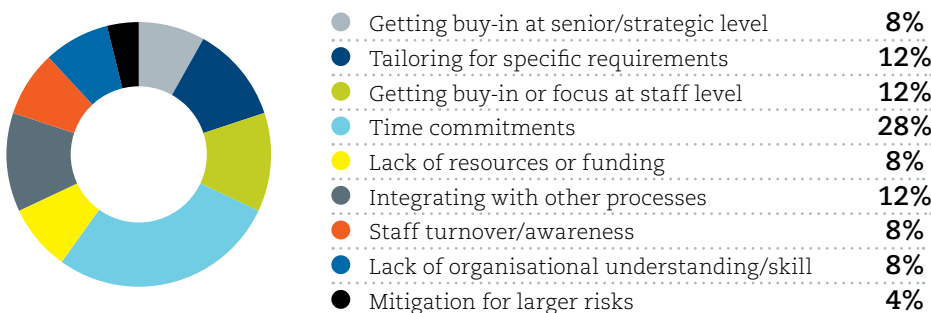 Getting buy-in at senior/strategic level 8%
Tailoring for specific requirements 12%
Getting buy-in or focus at staff level 12%
Time commitments 28%
Lack of resources or funding 8%
Integrating with other processes 12%
Staff turnover/awareness 8%
Lack of organisational understanding/skill 8%
Mitigation for larger risks 4%